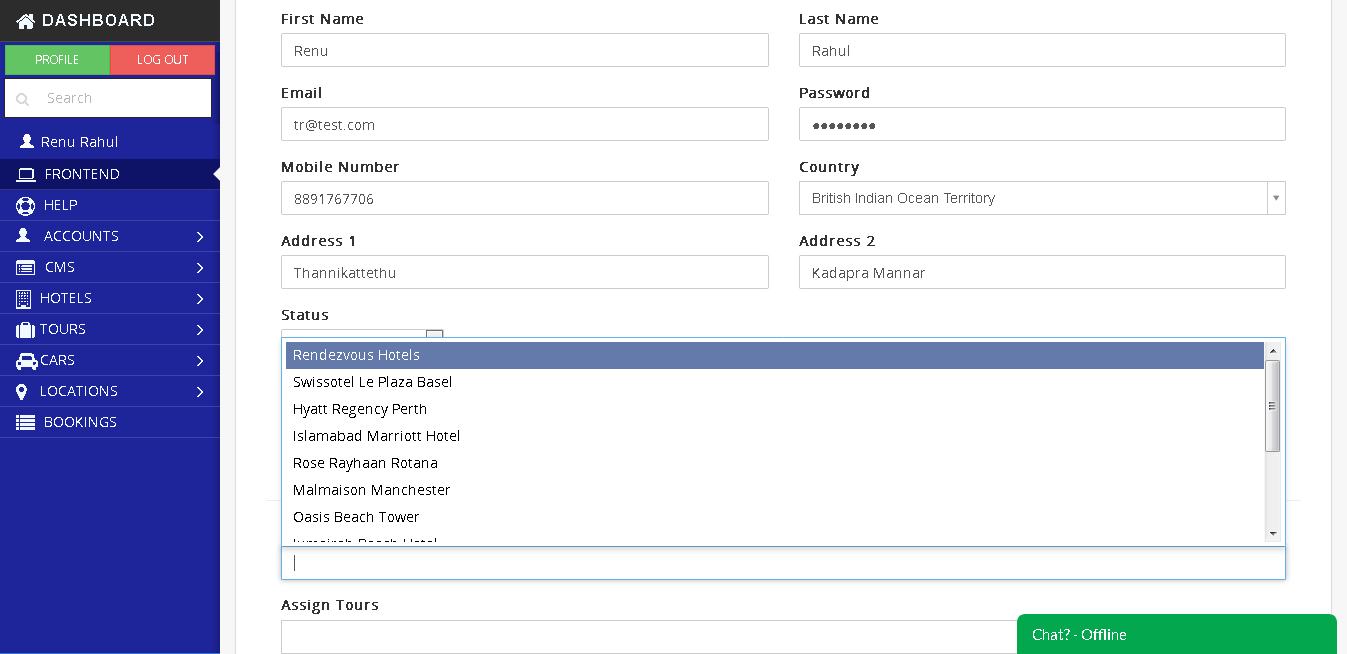 DASHBOARD
PROFILE
LOG OUT
Search
Renu Rahul
FRONTEND
HELP
ACCOUNTS
CMS
HOTELS
TOURS
CARS
LOCATIONS
BOOKINGS
First Name
Last Name
Renu
Rahul
Email
Password
tr@test.com
Mobile Number
Country
8891767706
British Indian Ocean Territory
Address 1
Address 2
Thannikattethu
Kadapra Mannar
Status
Rendezvous Hotels
Swissotel Le Plaza Basel
Hyatt Regency Perth
Islamabad Marriott Hotel
Rose Rayhaan Rotana
Malmaison Manchester
Oasis Beach Tower
Jumeirah Beach Hotel
Assign Tours
Chat? - Offline